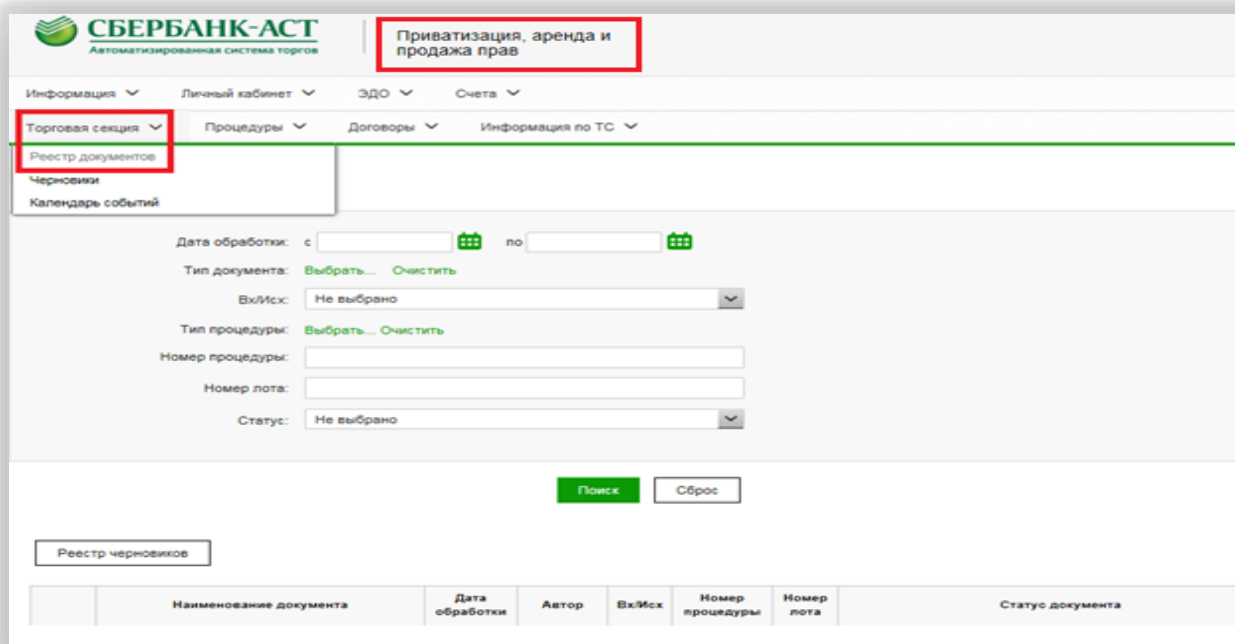 СБЕРБАНК-АСТ
Автоматизированная система торгов
Приватизация, аренда и
продажа прав
Информация Личный кабинет ЭДО Счета
Торговая секция Процедуры Договоры Информация по ТС
Реестр документов
Черновики
Календарь событий
Дата обработки: с по
Тип документа: Выбрать... Очистить
Вх/Исх: Не выбрано
Тип процедуры: Выбрать... Очистить
Номер процедуры:
Номер лота:
Статус: Не выбрано
Поиск Сброс
Реестр черновиков
Наименование документа Дата обработки Автор Вх/Исх Номер процедуры Номер лота Статус документа